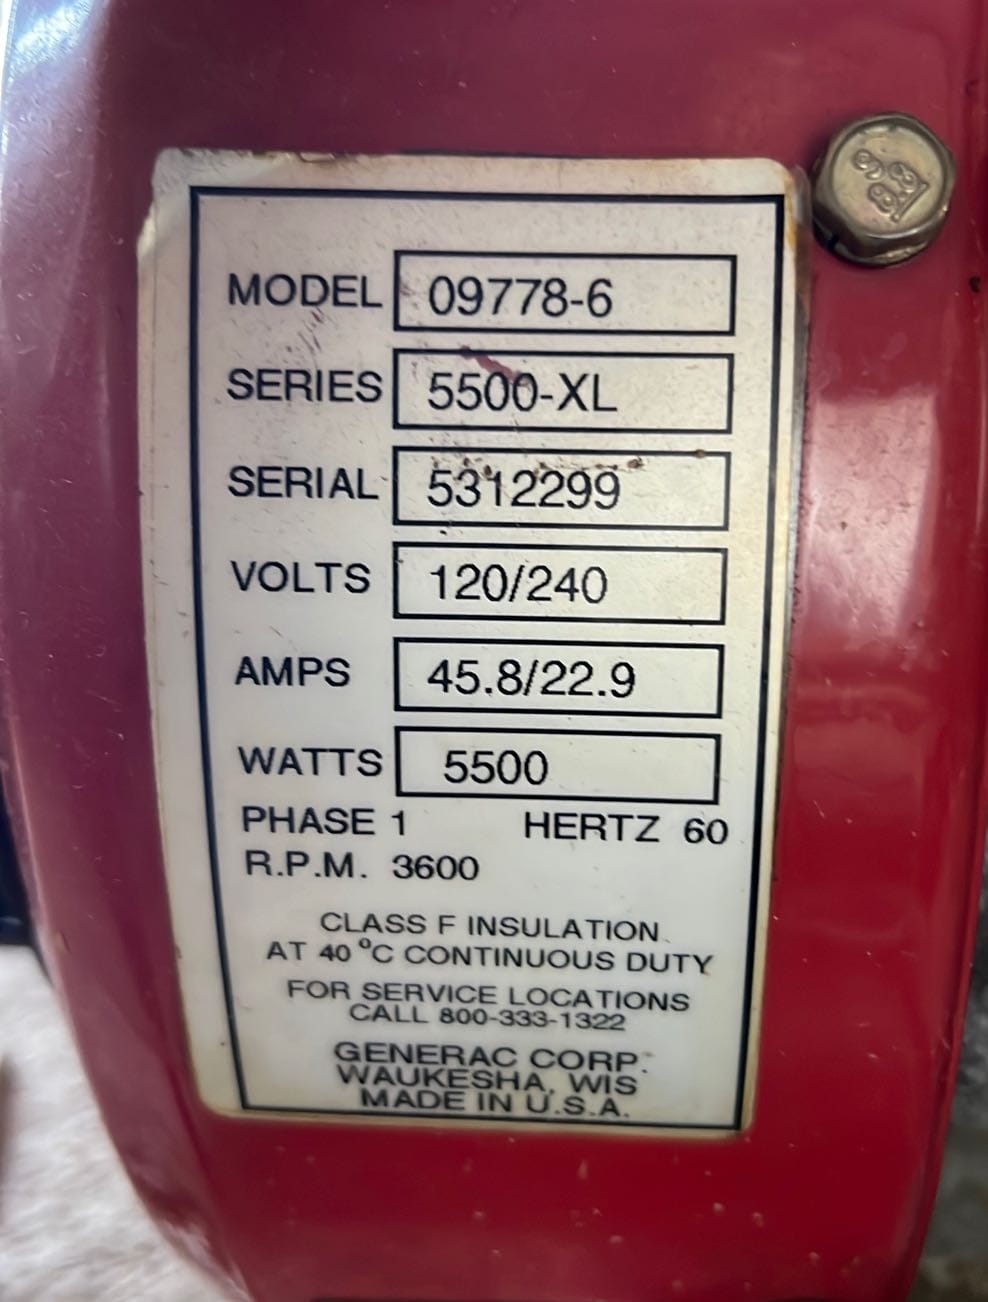 MODEL 09778-6
SERIES 5500-XL
SERIAL 5312299
VOLTS 120/240
AMPS 45.8/22.9
WATTS 5500
PHASE 1 HERTZ 60
R.P.M. 3600
CLASS F INSULATION
AT 40 °C CONTINUOUS DUTY
FOR SERVICE LOCATIONS
CALL 800-333-1322
GENERAC CORP.
WAUKESHA, WIS
MADE IN U.S.A.